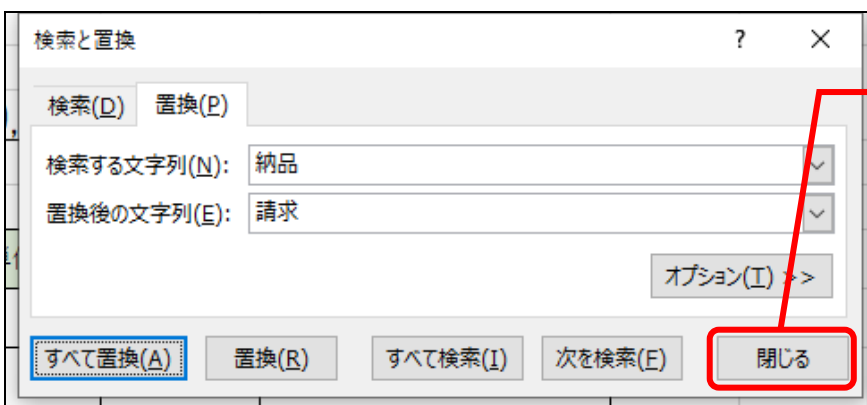 検索と置換 ?
検索(D) 置換(P)
検索する文字列(N): 納品
置換後の文字列(E): 請求
オプション(T) >>
すべて置換(A) 置換(R) すべて検索(I) 次を検索(F) 閉じる